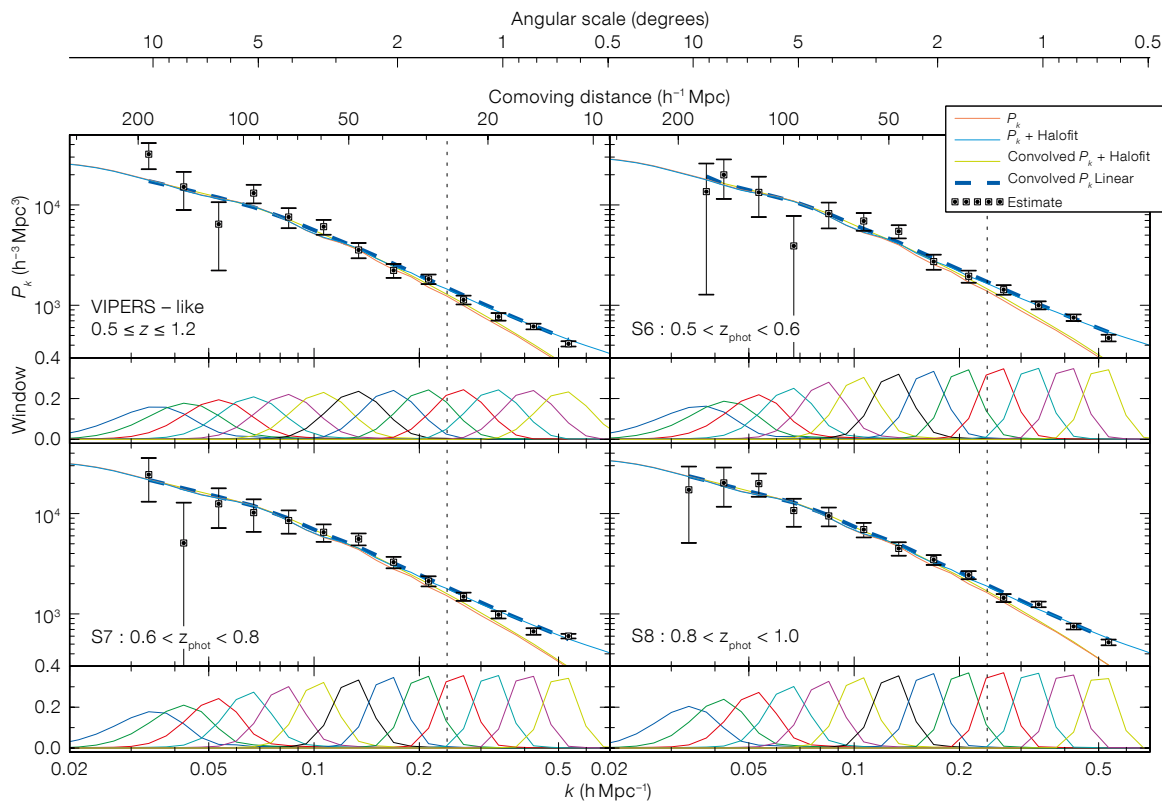 Angular scale (degrees)
10 5 2 1 0.5 10 5 2 1 0.5
Comoving distance (h⁻¹ Mpc)
200 100 50 20 10 200 100 50
P_k
P_k + Halofit
Convolved P_k + Halofit
Convolved P_k Linear
Estimate
P_k (h⁻³ Mpc³)
10⁴
10³
0.4
VIPERS – like
0.5 ≤ z ≤ 1.2
S6 : 0.5 < z_phot < 0.6
Window
0.2
0.0
10⁴
10³
0.4
S7 : 0.6 < z_phot < 0.8
S8 : 0.8 < z_phot < 1.0
0.2
0.0
0.02 0.05 0.1 0.2 0.5 0.02 0.05 0.1 0.2 0.5
k (h Mpc⁻¹)